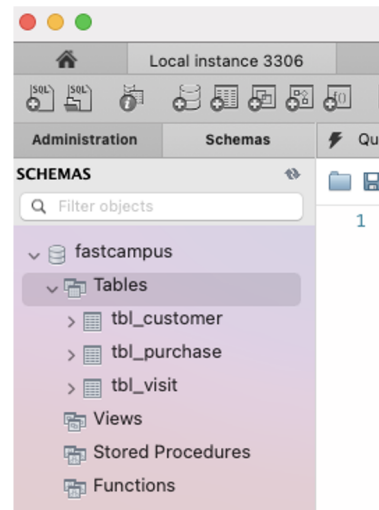 Local instance 3306
Administration
Schemas
Qu
SCHEMAS
Filter objects
1
fastcampus
Tables
tbl_customer
tbl_purchase
tbl_visit
Views
Stored Procedures
Functions